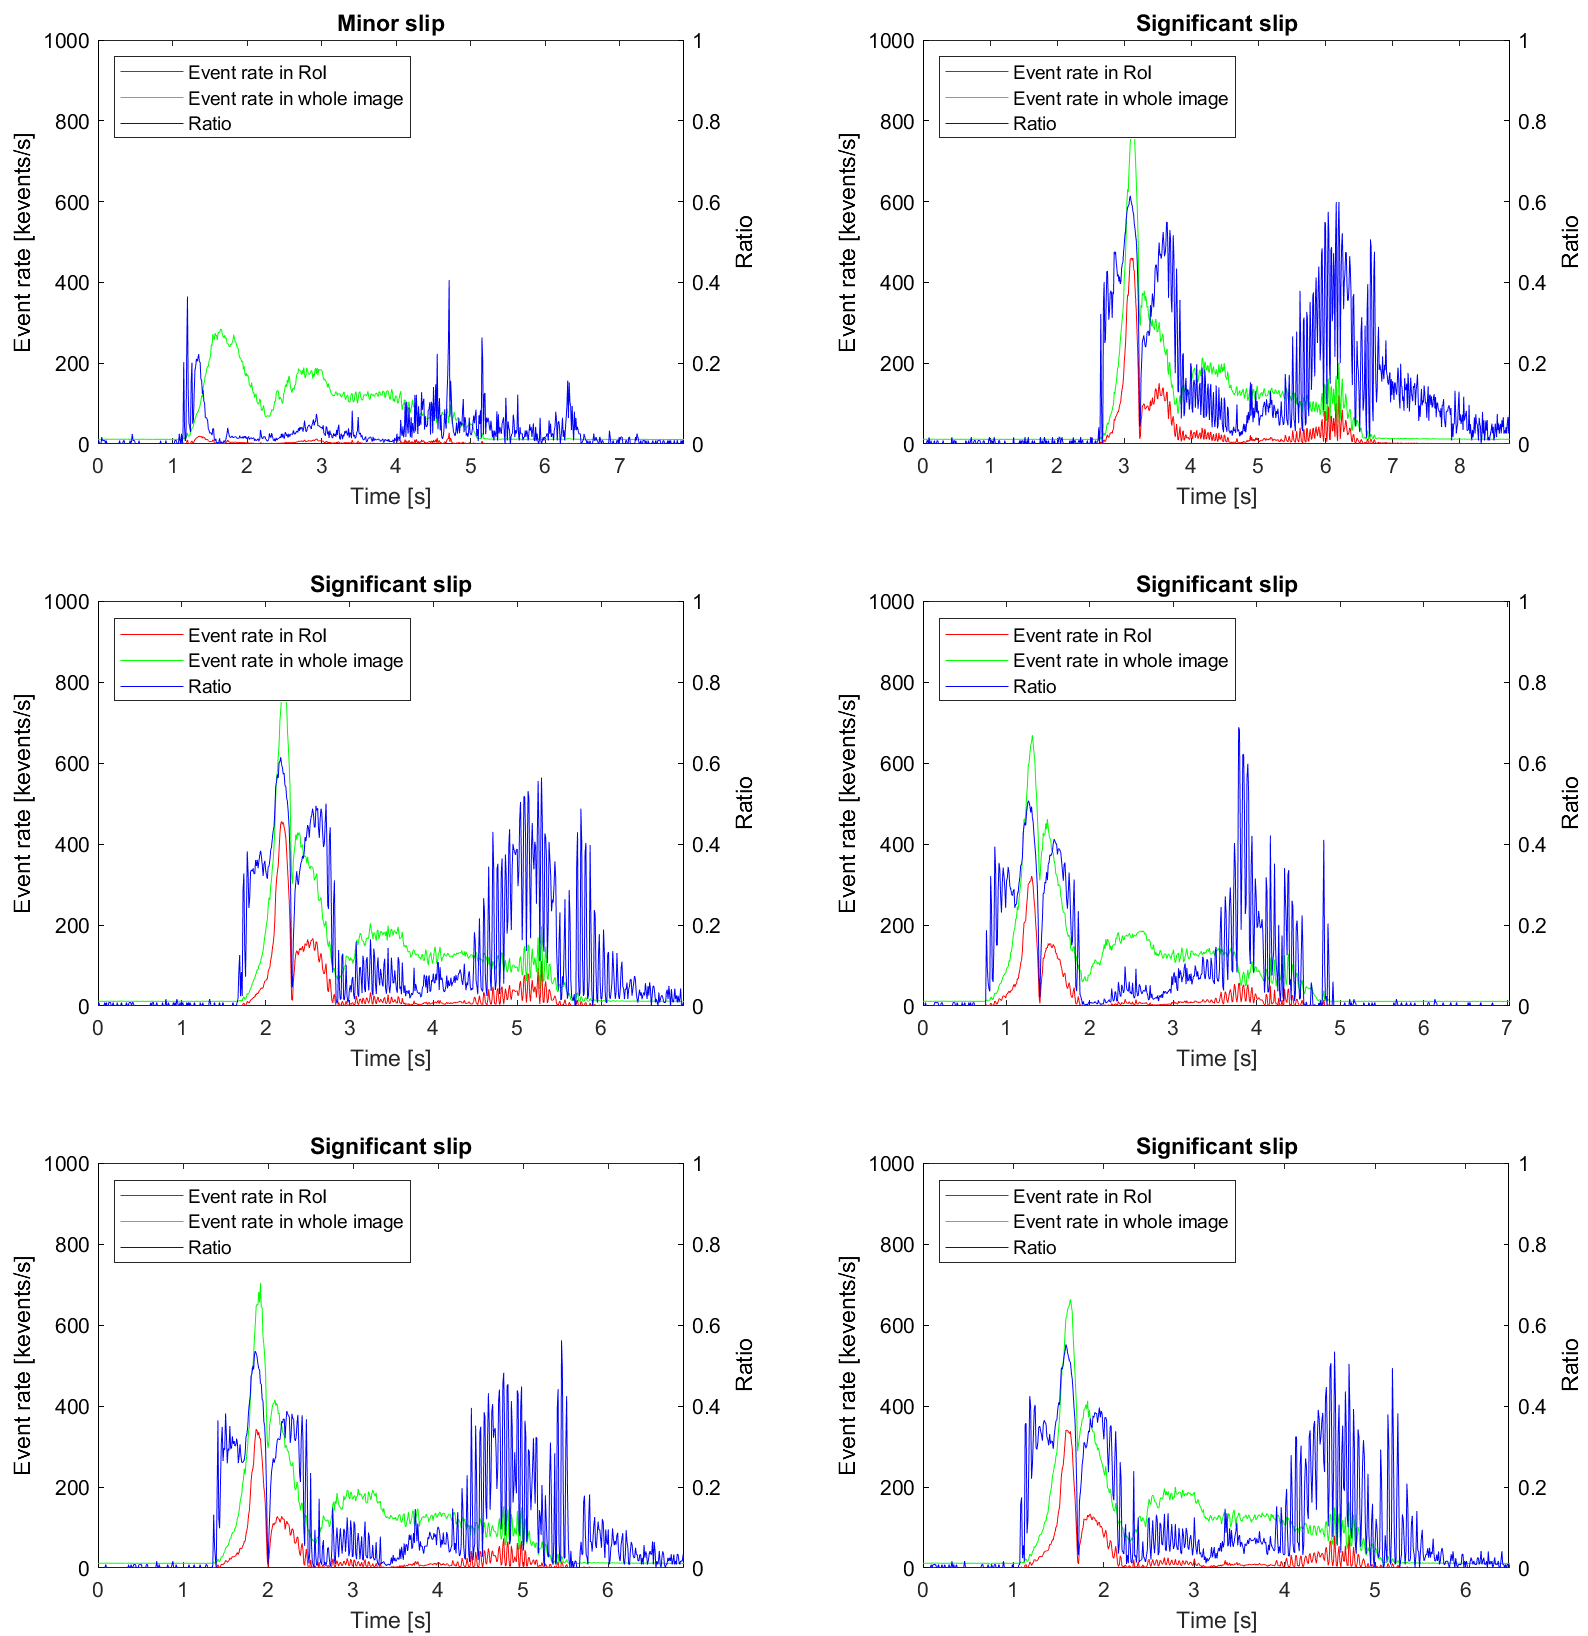 Minor slip
1000
800
600
400
200
0
Event rate [kevents/s]
Event rate in RoI
Event rate in whole image
Ratio
1
0.8
0.6
0.4
0.2
0
Ratio
0 1 2 3 4 5 6 7
Time [s]
Significant slip
1000
800
600
400
200
0
Event rate [kevents/s]
Event rate in RoI
Event rate in whole image
Ratio
1
0.8
0.6
0.4
0.2
0
Ratio
0 1 2 3 4 5 6 7 8
Time [s]
Significant slip
1000
800
600
400
200
0
Event rate [kevents/s]
Event rate in RoI
Event rate in whole image
Ratio
1
0.8
0.6
0.4
0.2
0
Ratio
0 1 2 3 4 5 6
Time [s]
Significant slip
1000
800
600
400
200
0
Event rate [kevents/s]
Event rate in RoI
Event rate in whole image
Ratio
1
0.8
0.6
0.4
0.2
0
Ratio
0 1 2 3 4 5 6 7
Time [s]
Significant slip
1000
800
600
400
200
0
Event rate [kevents/s]
Event rate in RoI
Event rate in whole image
Ratio
1
0.8
0.6
0.4
0.2
0
Ratio
0 1 2 3 4 5 6
Time [s]
Significant slip
1000
800
600
400
200
0
Event rate [kevents/s]
Event rate in RoI
Event rate in whole image
Ratio
1
0.8
0.6
0.4
0.2
0
Ratio
0 1 2 3 4 5 6
Time [s]